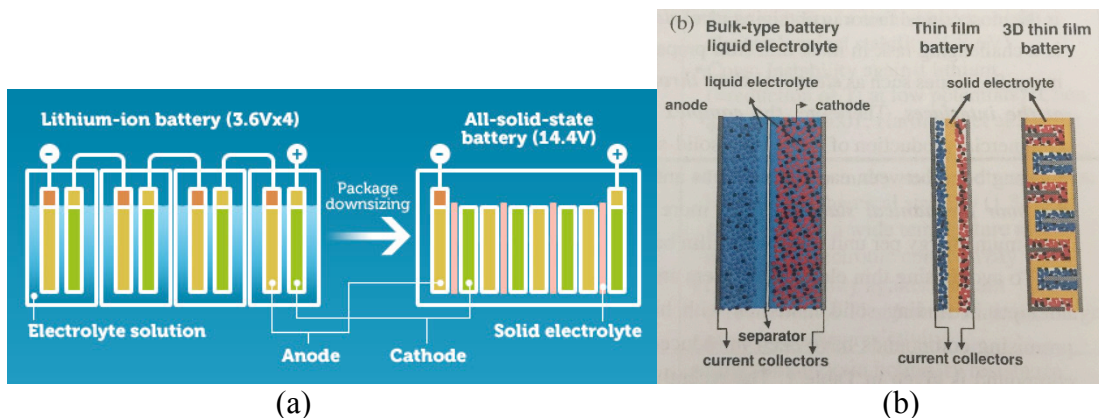 Lithium-ion battery (3.6Vx4)
All-solid-state
battery (14.4V)
−
+
−
+
Package
downsizing
Electrolyte solution
Anode
Cathode
Solid electrolyte
(a)
(b)
Bulk-type battery
liquid electrolyte
Thin film
battery
3D thin film
battery
liquid electrolyte
solid electrolyte
anode
cathode
separator
current collectors
current collectors
(b)